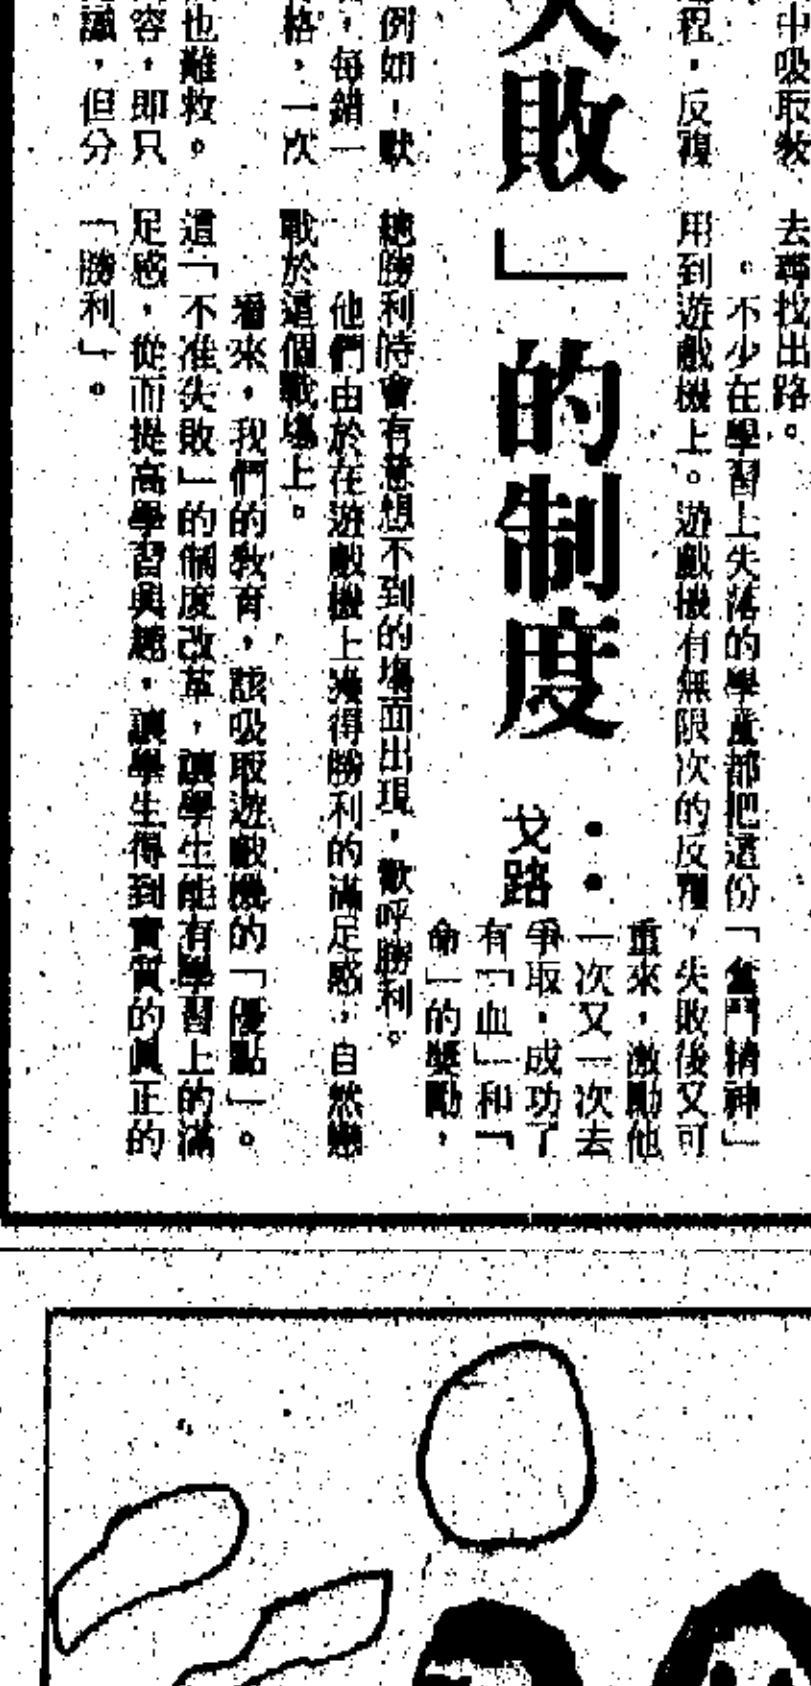 敗」的制度：
戈路
中吸取教
程，反複
例如，默
，每錯一
格，一次
也難救。
容，即只
識，但分
去尋找出路。
。不少在學習上失落的學童都把這份「奮鬥精神」
用到遊戲機上。遊戲機有無限次的反覆，失敗後又可
重來，激勵他
一次又一次去
爭取，成功了
有「血」和「
命」的獎勵，
總勝利時會有意想不到的場面出現，歡呼勝利。
他們由於在遊戲機上獲得勝利的滿足感，自然戀
戰於這個戰場上。
看來，我們的教育，該吸取遊戲機的「優點」。
這「不准失敗」的制度改革，讓學生能有學習上的滿
足感，從而提高學習興趣，讓學生得到實質的真正的
「勝利」。